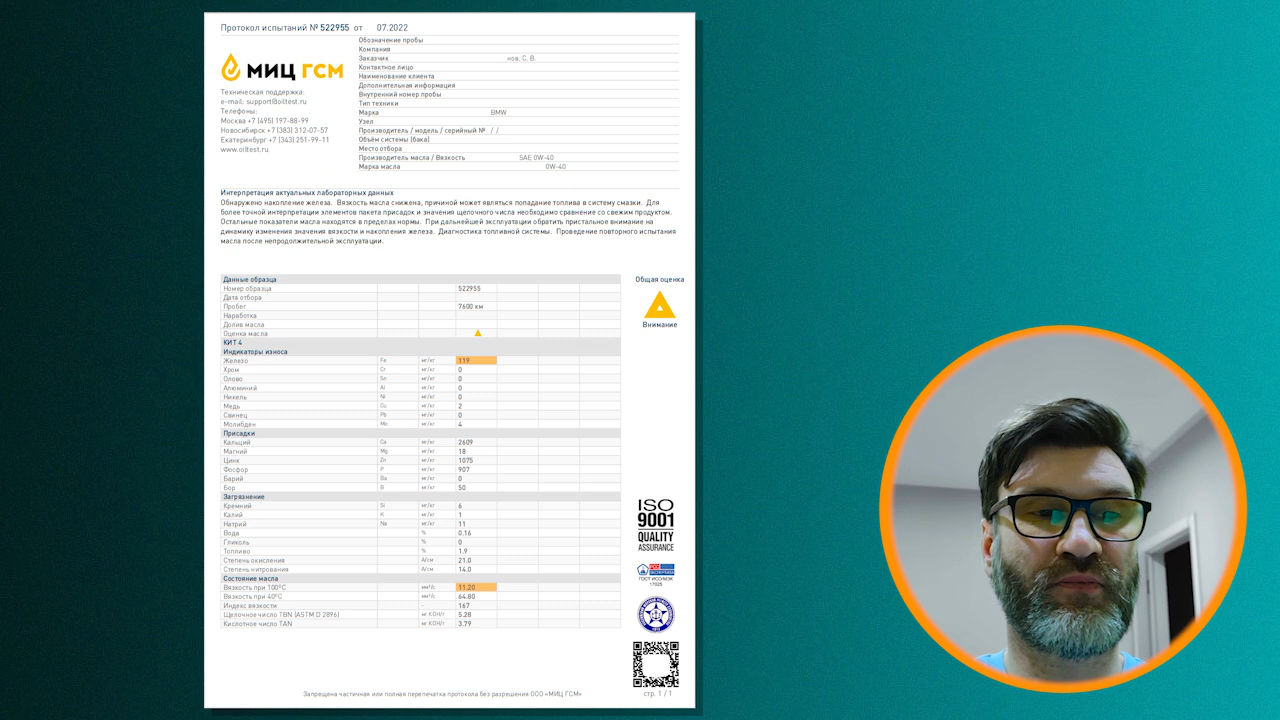 Протокол испытаний № 522955 от 07.2022
МИЦ ГСМ
Техническая поддержка:
e-mail: support@oiltest.ru
Телефоны:
Москва +7 (495) 197-88-99
Новосибирск +7 (383) 312-07-57
Екатеринбург +7 (343) 251-99-11
www.oiltest.ru
Обозначение пробы
Компания
Заказчик нов. С. В.
Контактное лицо
Наименование клиента
Дополнительная информация
Внутренний номер пробы
Тип техники
Марка BMW
Узел
Производитель / модель / серийный № / /
Объём системы (бака)
Место отбора
Производитель масла / Вязкость SAE 0W-40
Марка масла 0W-40
Интерпретация актуальных лабораторных данных
Обнаружено накопление железа. Вязкость масла снижена, причиной может являться попадание топлива в систему смазки. Для
более точной интерпретации элементов пакета присадок и значения щелочного числа необходимо сравнение со свежим продуктом.
Остальные показатели масла находятся в пределах нормы. При дальнейшей эксплуатации обратить пристальное внимание на
динамику изменения значения вязкости и накопления железа. Диагностика топливной системы. Проведение повторного испытания
масла после непродолжительной эксплуатации.
Данные образца
Номер образца 522955
Дата отбора
Пробег 7600 км
Наработка
Долив масла
Оценка масла
КИТ 4
Индикаторы износа
Железо Fe мг/кг 119
Хром Cr мг/кг 0
Олово Sn мг/кг 0
Алюминий Al мг/кг 0
Никель Ni мг/кг 0
Медь Cu мг/кг 2
Свинец Pb мг/кг 0
Молибден Mo мг/кг 4
Присадки
Кальций Ca мг/кг 2609
Магний Mg мг/кг 18
Цинк Zn мг/кг 1075
Фосфор P мг/кг 907
Барий Ba мг/кг 0
Бор B мг/кг 50
Загрязнение
Кремний Si мг/кг 6
Калий K мг/кг 1
Натрий Na мг/кг 11
Вода % 0.16
Гликоль % 0
Топливо % 1.9
Степень окисления А/см 21.0
Степень нитрования А/см 14.0
Состояние масла
Вязкость при 100ºC мм²/с 11.20
Вязкость при 40ºC мм²/с 64.80
Индекс вязкости - 167
Щелочное число TBN (ASTM D 2896) мг KOH/г 5.28
Кислотное число TAN мг KOH/г 3.79
Общая оценка
Внимание
ISO
9001
QUALITY
ASSURANCE
ГОСТ ИСО/МЭК
17025
Запрещена частичная или полная перепечатка протокола без разрешения ООО «МИЦ ГСМ»
стр. 1 / 1